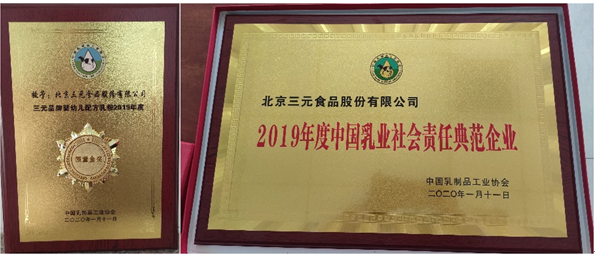 授予：北京三元食品股份有限公司
三元品牌婴幼儿配方乳粉2019年度
质量金奖
中国乳制品工业协会
二〇二〇年一月十一日
北京三元食品股份有限公司
2019年度中国乳业社会责任典范企业
中国乳制品工业协会
二〇二〇年一月十一日